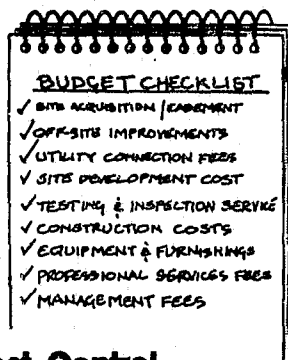 BUDGET CHECKLIST
✓ SITE ACQUISITION / EASEMENT
✓ OFF-SITE IMPROVEMENTS
✓ UTILITY CONNECTION FEES
✓ SITE DEVELOPMENT COST
✓ TESTING & INSPECTION SERVICE
✓ CONSTRUCTION COSTS
✓ EQUIPMENT & FURNISHINGS
✓ PROFESSIONAL SERVICES FEES
✓ MANAGEMENT FEES
Control